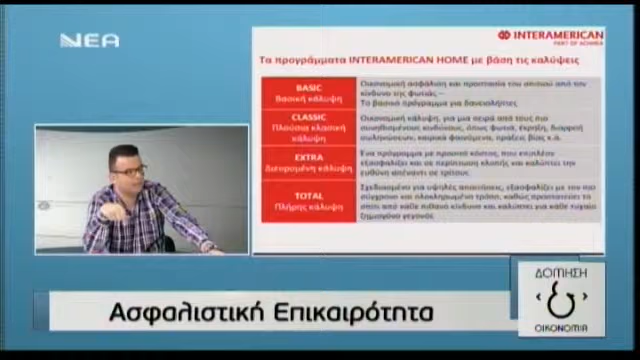 ΝΕΑ
INTERAMERICAN
PART OF ACHMEA
Τα προγράμματα INTERAMERICAN HOME με βάση τις καλύψεις
BASIC
Βασική κάλυψη
Οικονομική ασφάλιση και προστασία του σπιτιού από τον
κίνδυνο της φωτιάς –
Το βασικό πρόγραμμα για δανειολήπτες
CLASSIC
Πλούσια κλασική
κάλυψη
Οικονομική κάλυψη, για μια σειρά από τους πιο
συνηθισμένους κινδύνους, όπως φωτιά, έκρηξη, διαρροή
σωληνώσεων, καιρικά φαινόμενα, πράξεις βίας κ.ά.
EXTRA
Διευρυμένη κάλυψη
Ένα πρόγραμμα με προσιτό κόστος, που επιπλέον
εξασφαλίζει και σε περίπτωση κλοπής και καλύπτει την
ευθύνη απέναντι σε τρίτους
TOTAL
Πλήρης κάλυψη
Σχεδιασμένο για υψηλές απαιτήσεις, εξασφαλίζει με τον πιο
σύγχρονο και ολοκληρωμένο τρόπο, καθώς προστατεύει το
σπίτι από κάθε πιθανό κίνδυνο και καλύπτει για κάθε τυχαίο
ζημιογόνο γεγονός
ΔΟΜΗΣΗ
&
ΟΙΚΟΝΟΜΙΑ
Ασφαλιστική Επικαιρότητα